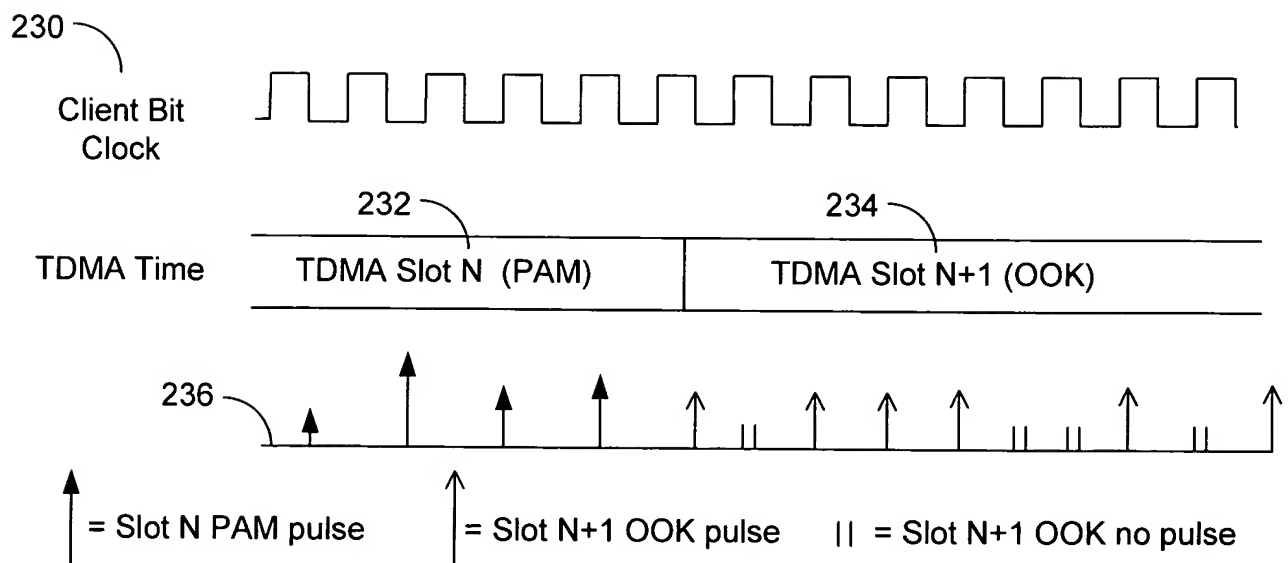 230
Client Bit
Clock
232
234
TDMA Time
TDMA Slot N (PAM)
TDMA Slot N+1 (OOK)
236
= Slot N PAM pulse
= Slot N+1 OOK pulse
|| = Slot N+1 OOK no pulse